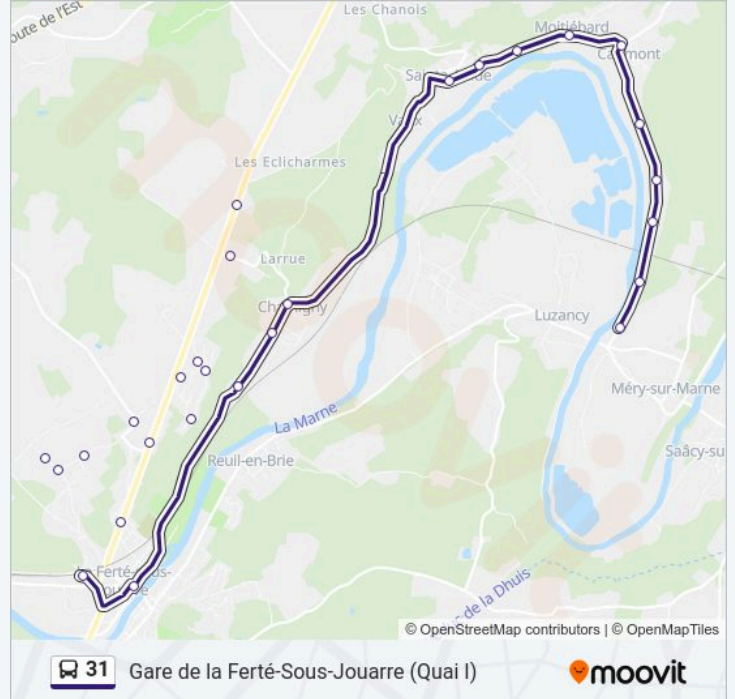 oute de l'Est
Les Chanois
Moitiébard
Vaux
Les Eclicharmes
Larrue
Luzancy
Méry-sur-Marne
La Marne
Saâcy-su
Reuil-en-Brie
uc de la Dhuis
© OpenStreetMap contributors | © OpenMapTiles
31 Gare de la Ferté-Sous-Jouarre (Quai I)
moovit